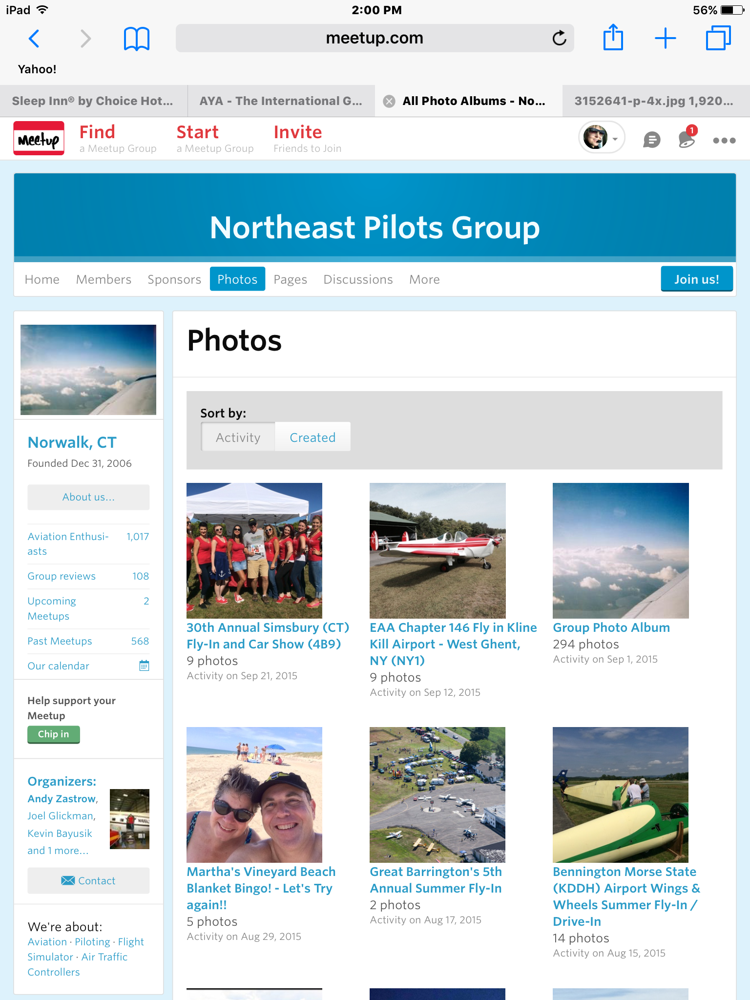 iPad 2:00 PM 56%
meetup.com
Yahoo!
Sleep Inn® by Choice Hot...
AYA - The International G...
All Photo Albums - No...
3152641-p-4x.jpg 1,920...
Meetup
Find
a Meetup Group
Start
a Meetup Group
Invite
Friends to Join
1
Northeast Pilots Group
Home Members Sponsors Photos Pages Discussions More Join us!
Norwalk, CT
Founded Dec 31, 2006
About us...
Aviation Enthusi- 1,017
asts
Group reviews 108
Upcoming 2
Meetups
Past Meetups 568
Our calendar
Help support your
Meetup
Chip in
Organizers:
Andy Zastrow,
Joel Glickman,
Kevin Bayusik
and 1 more...
Contact
We're about:
Aviation · Piloting · Flight
Simulator · Air Traffic
Controllers
Photos
Sort by:
Activity Created
30th Annual Simsbury (CT)
Fly-In and Car Show (4B9)
9 photos
Activity on Sep 21, 2015
EAA Chapter 146 Fly in Kline
Kill Airport - West Ghent,
NY (NY1)
9 photos
Activity on Sep 12, 2015
Group Photo Album
294 photos
Activity on Sep 1, 2015
Martha's Vineyard Beach
Blanket Bingo! - Let's Try
again!!
5 photos
Activity on Aug 29, 2015
Great Barrington's 5th
Annual Summer Fly-In
2 photos
Activity on Aug 17, 2015
Bennington Morse State
(KDDH) Airport Wings &
Wheels Summer Fly-In /
Drive-In
14 photos
Activity on Aug 15, 2015